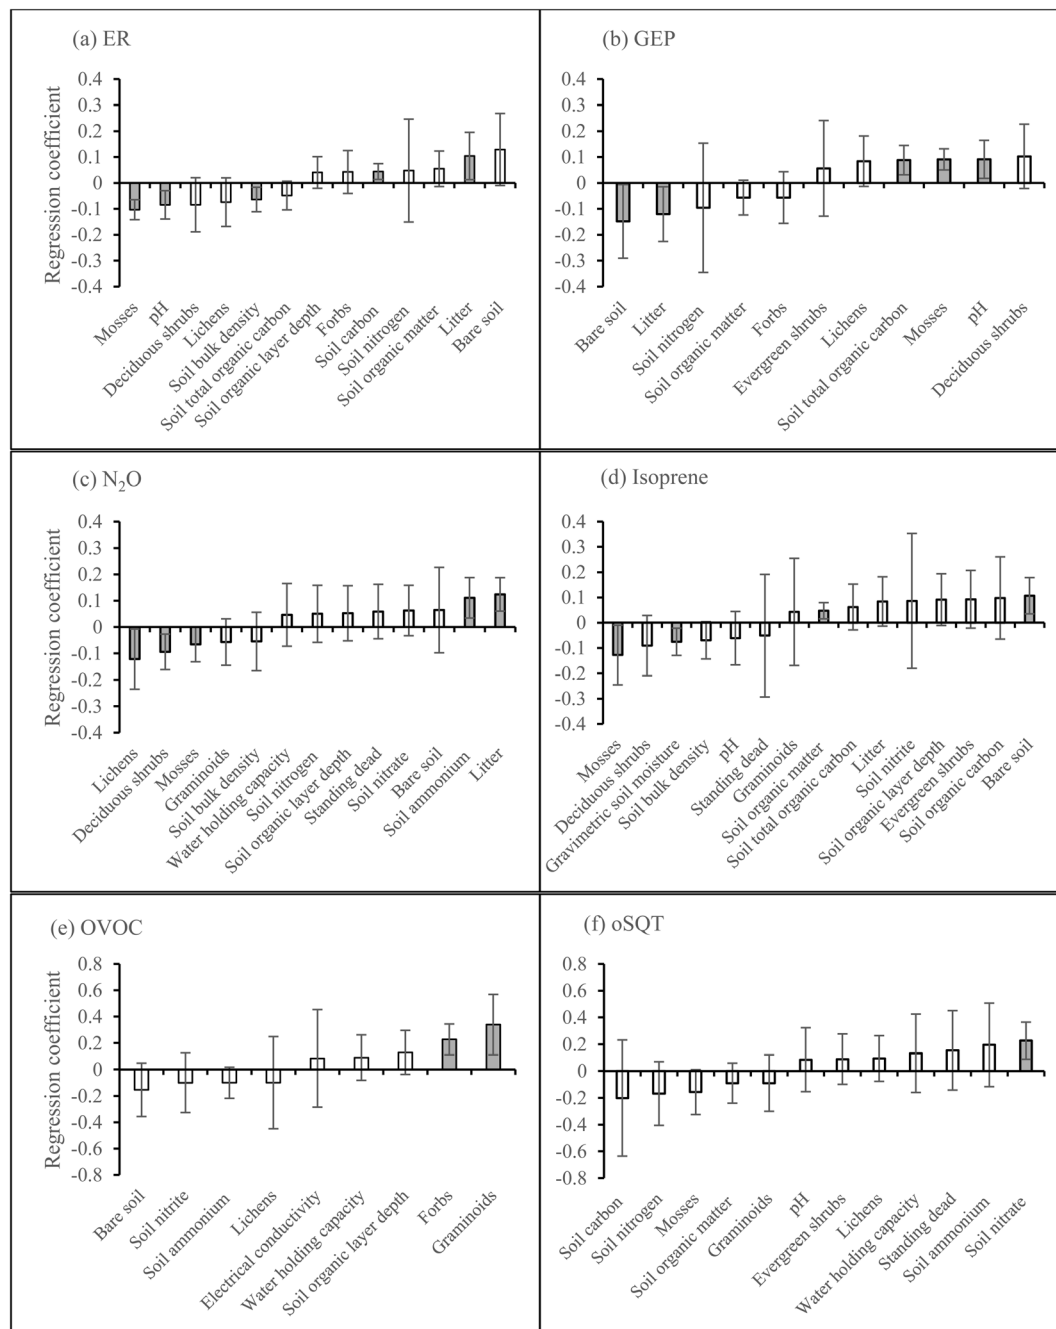 (a) ER
Regression coefficient
0.4
0.3
0.2
0.1
0
-0.1
-0.2
-0.3
-0.4
Mosses
pH
Deciduous shrubs
Lichens
Soil bulk density
Soil total organic carbon
Soil organic layer depth
Forbs
Soil carbon
Soil nitrogen
Soil organic matter
Litter
Bare soil
(b) GEP
0.4
0.3
0.2
0.1
0
-0.1
-0.2
-0.3
-0.4
Bare soil
Litter
Soil nitrogen
Soil organic matter
Forbs
Evergreen shrubs
Lichens
Soil total organic carbon
Mosses
pH
Deciduous shrubs
(c) N₂O
Regression coefficient
0.4
0.3
0.2
0.1
0
-0.1
-0.2
-0.3
-0.4
Lichens
Deciduous shrubs
Mosses
Graminoids
Soil bulk density
Water holding capacity
Soil nitrogen
Soil organic layer depth
Standing dead
Soil nitrate
Bare soil
Soil ammonium
Litter
(d) Isoprene
0.4
0.3
0.2
0.1
0
-0.1
-0.2
-0.3
-0.4
Mosses
Deciduous shrubs
Gravimetric soil moisture
Soil bulk density
pH
Standing dead
Graminoids
Soil organic matter
Soil total organic carbon
Litter
Soil nitrite
Soil organic layer depth
Evergreen shrubs
Soil organic carbon
Bare soil
(e) OVOC
Regression coefficient
0.8
0.6
0.4
0.2
0
-0.2
-0.4
-0.6
-0.8
Bare soil
Soil nitrite
Soil ammonium
Lichens
Electrical conductivity
Water holding capacity
Soil organic layer depth
Forbs
Graminoids
(f) oSQT
0.8
0.6
0.4
0.2
0
-0.2
-0.4
-0.6
-0.8
Soil carbon
Soil nitrogen
Mosses
Soil organic matter
Graminoids
pH
Evergreen shrubs
Lichens
Water holding capacity
Standing dead
Soil ammonium
Soil nitrate